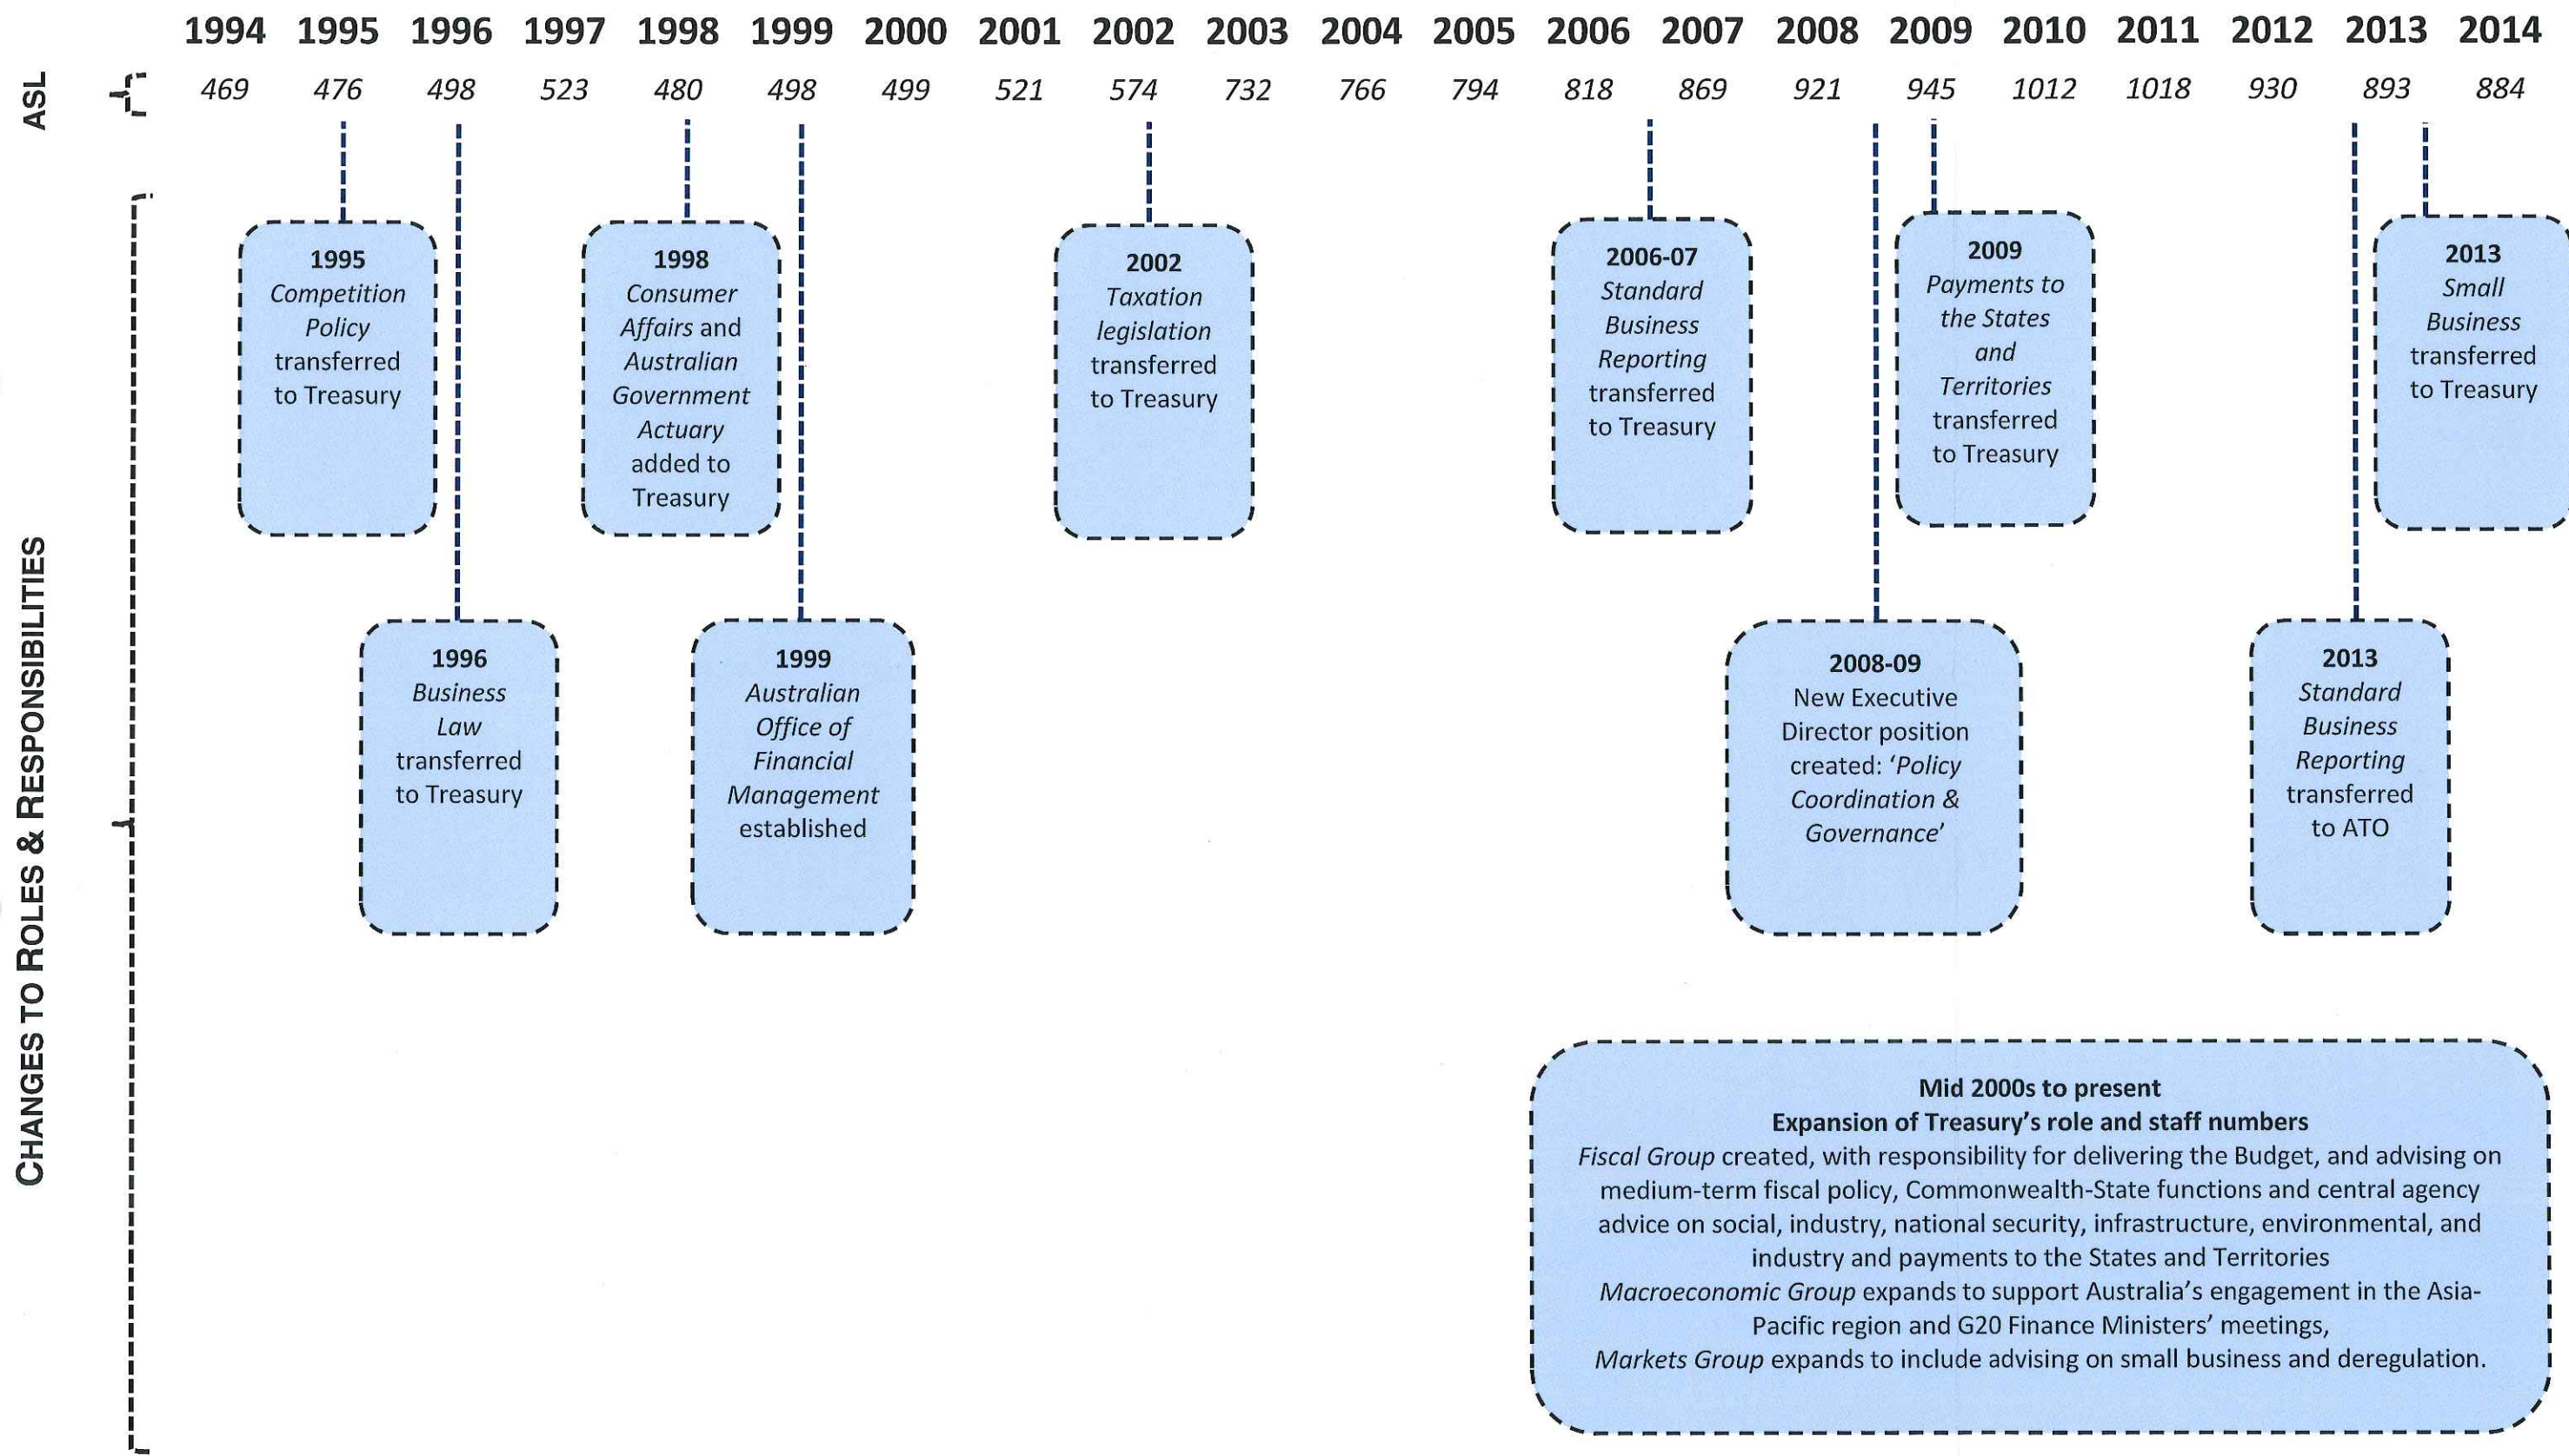 1994 1995 1996 1997 1998 1999 2000 2001 2002 2003 2004 2005 2006 2007 2008 2009 2010 2011 2012 2013 2014
ASL
469 476 498 523 480 498 499 521 574 732 766 794 818 869 921 945 1012 1018 930 893 884
CHANGES TO ROLES & RESPONSIBILITIES
1995
Competition
Policy
transferred
to Treasury
1998
Consumer
Affairs and
Australian
Government
Actuary
added to
Treasury
2002
Taxation
legislation
transferred
to Treasury
2006-07
Standard
Business
Reporting
transferred
to Treasury
2009
Payments to
the States
and
Territories
transferred
to Treasury
2013
Small
Business
transferred
to Treasury
1996
Business
Law
transferred
to Treasury
1999
Australian
Office of
Financial
Management
established
2008-09
New Executive
Director position
created: ‘Policy
Coordination &
Governance’
2013
Standard
Business
Reporting
transferred
to ATO
Mid 2000s to present
Expansion of Treasury’s role and staff numbers
Fiscal Group created, with responsibility for delivering the Budget, and advising on
medium-term fiscal policy, Commonwealth-State functions and central agency
advice on social, industry, national security, infrastructure, environmental, and
industry and payments to the States and Territories
Macroeconomic Group expands to support Australia’s engagement in the Asia-
Pacific region and G20 Finance Ministers’ meetings,
Markets Group expands to include advising on small business and deregulation.